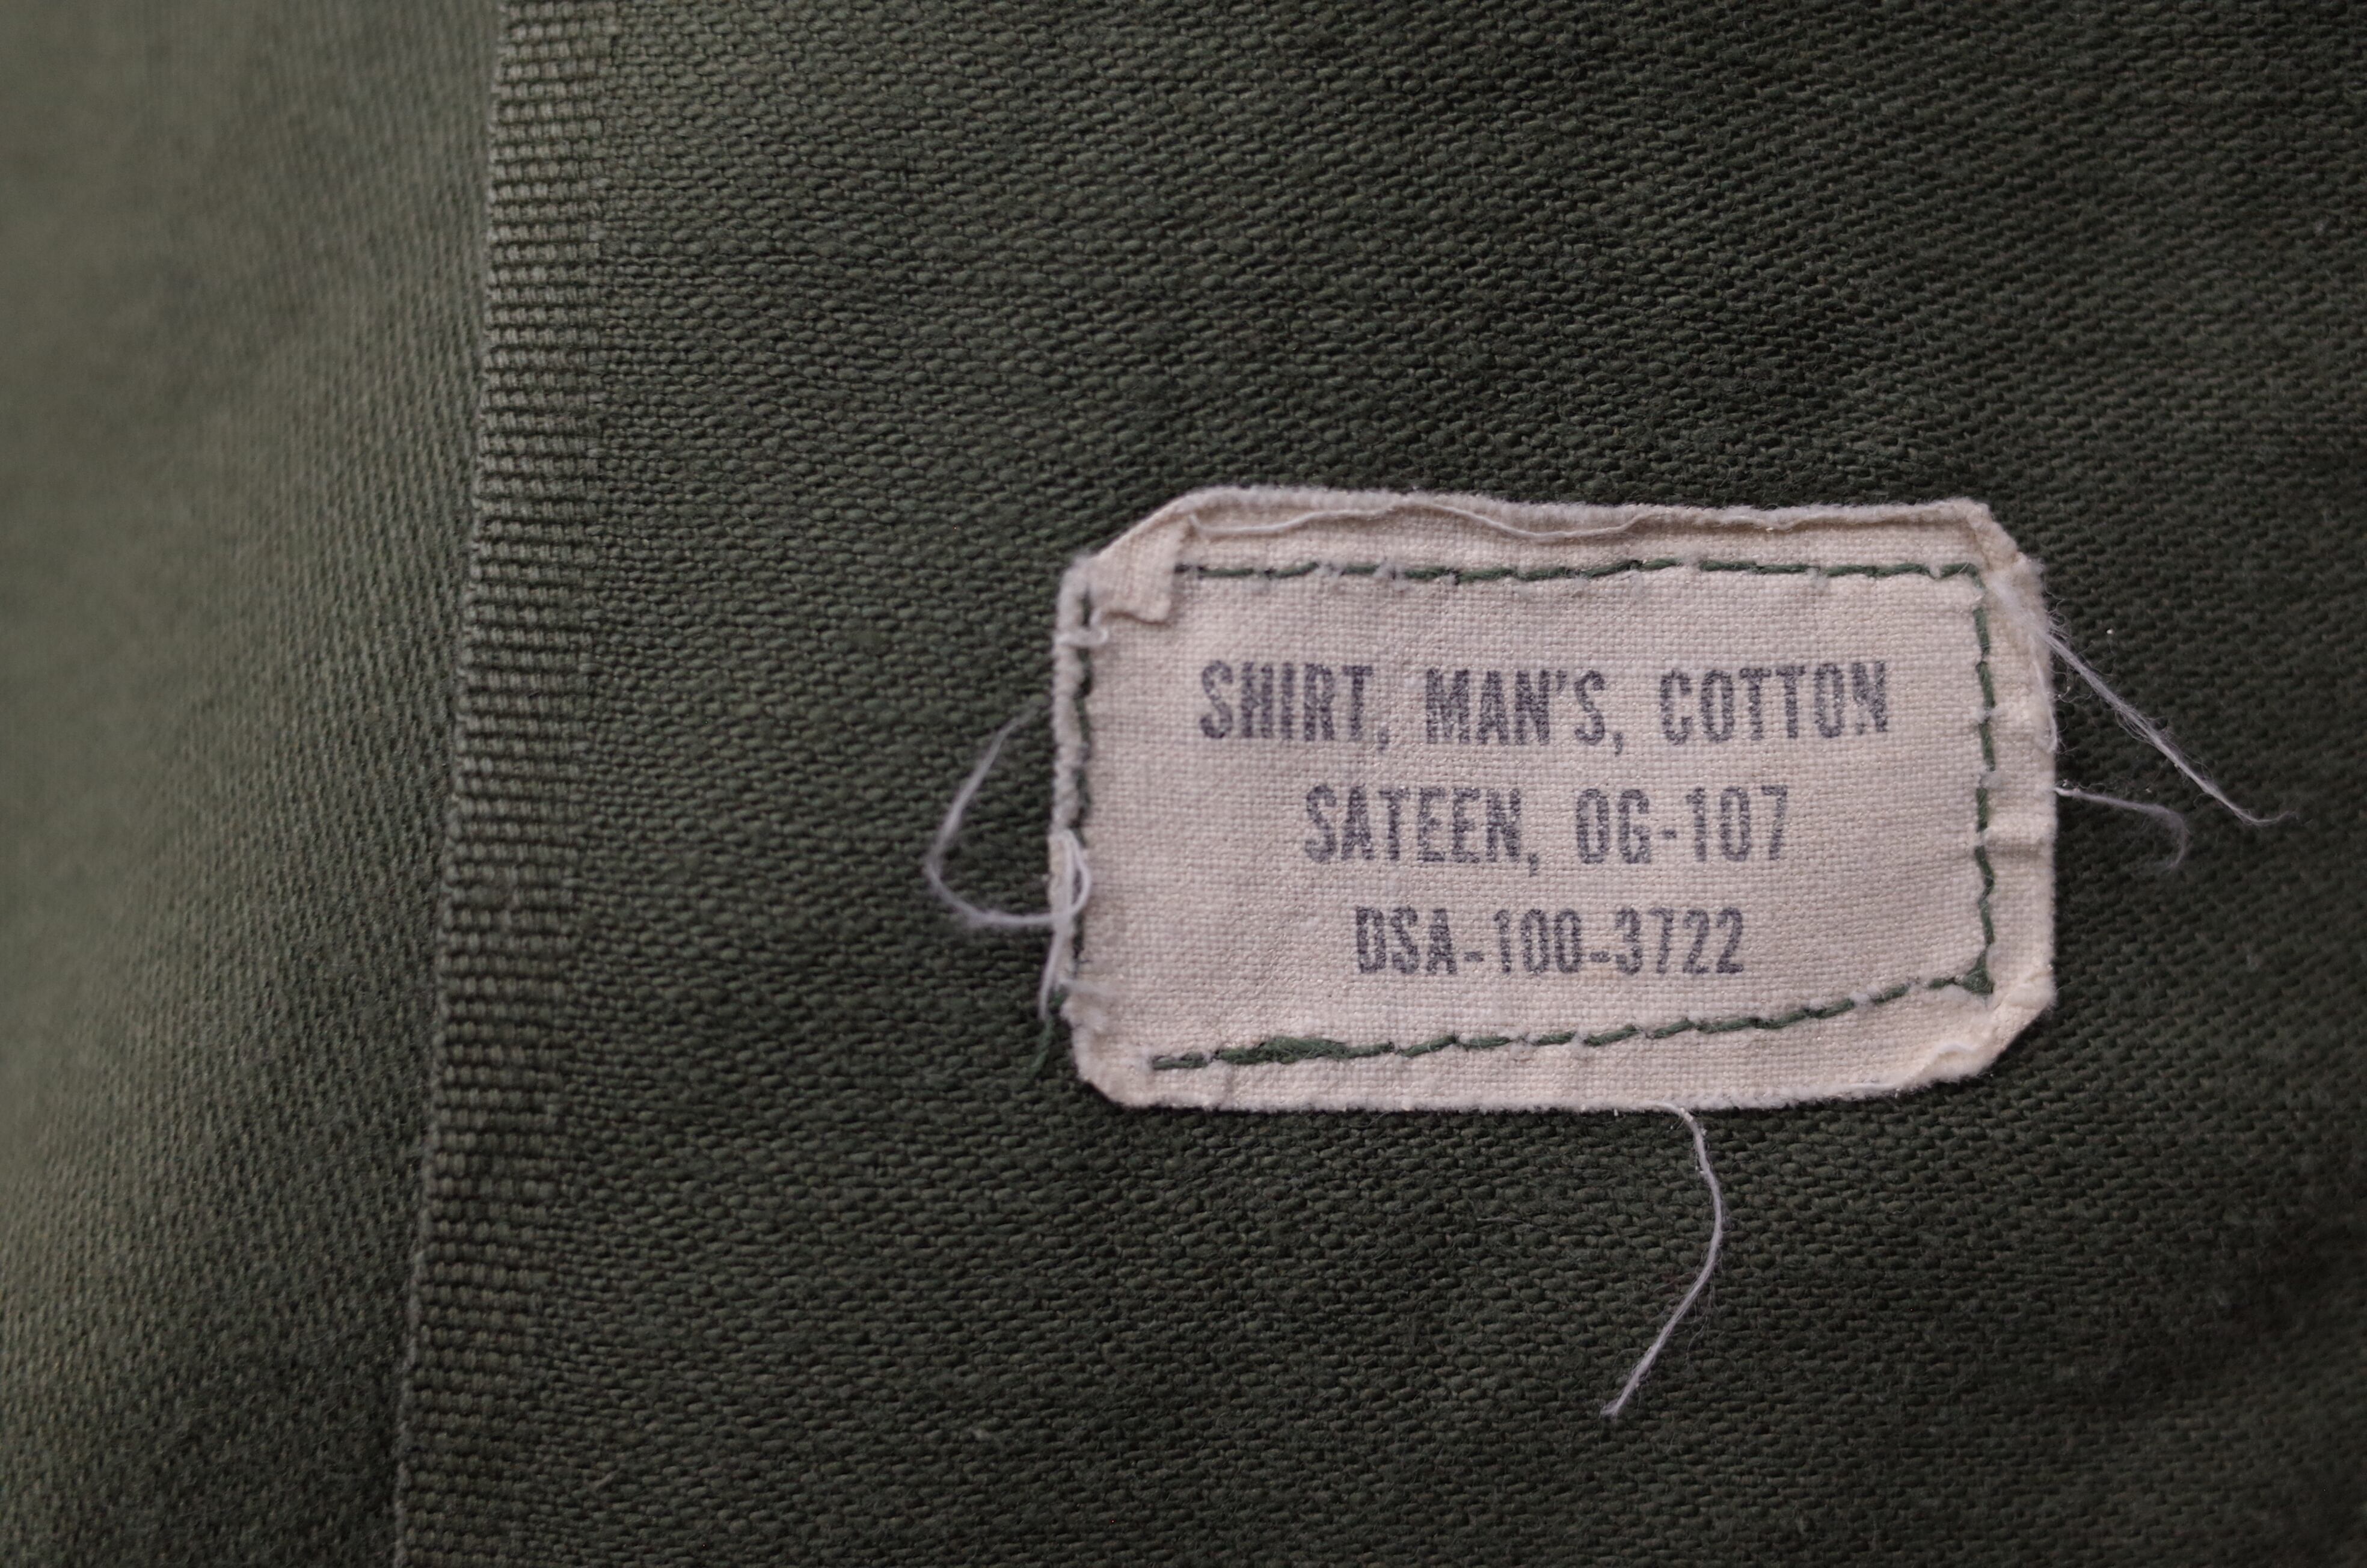 SHIRT, MAN'S, COTTON
SATEEN, OG-107
DSA-100-3722